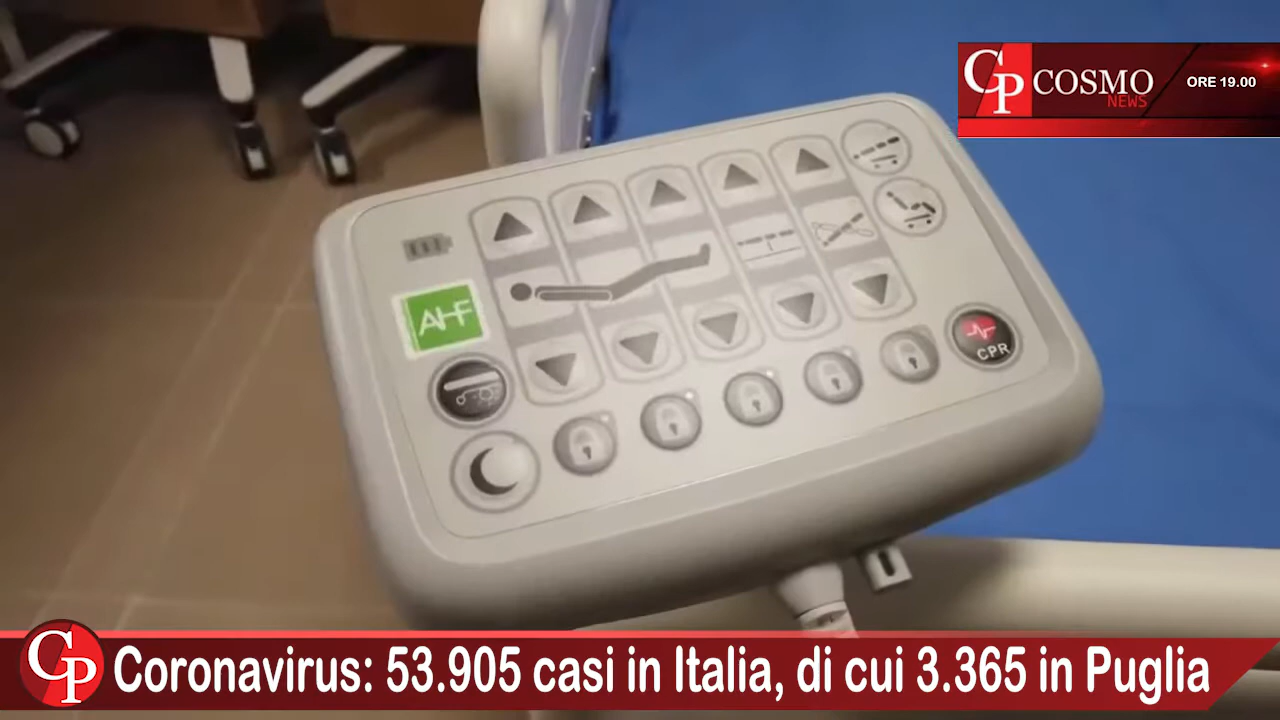 CP COSMO
NEWS
ORE 19.00
AHF
CPR
CP
Coronavirus: 53.905 casi in Italia, di cui 3.365 in Puglia